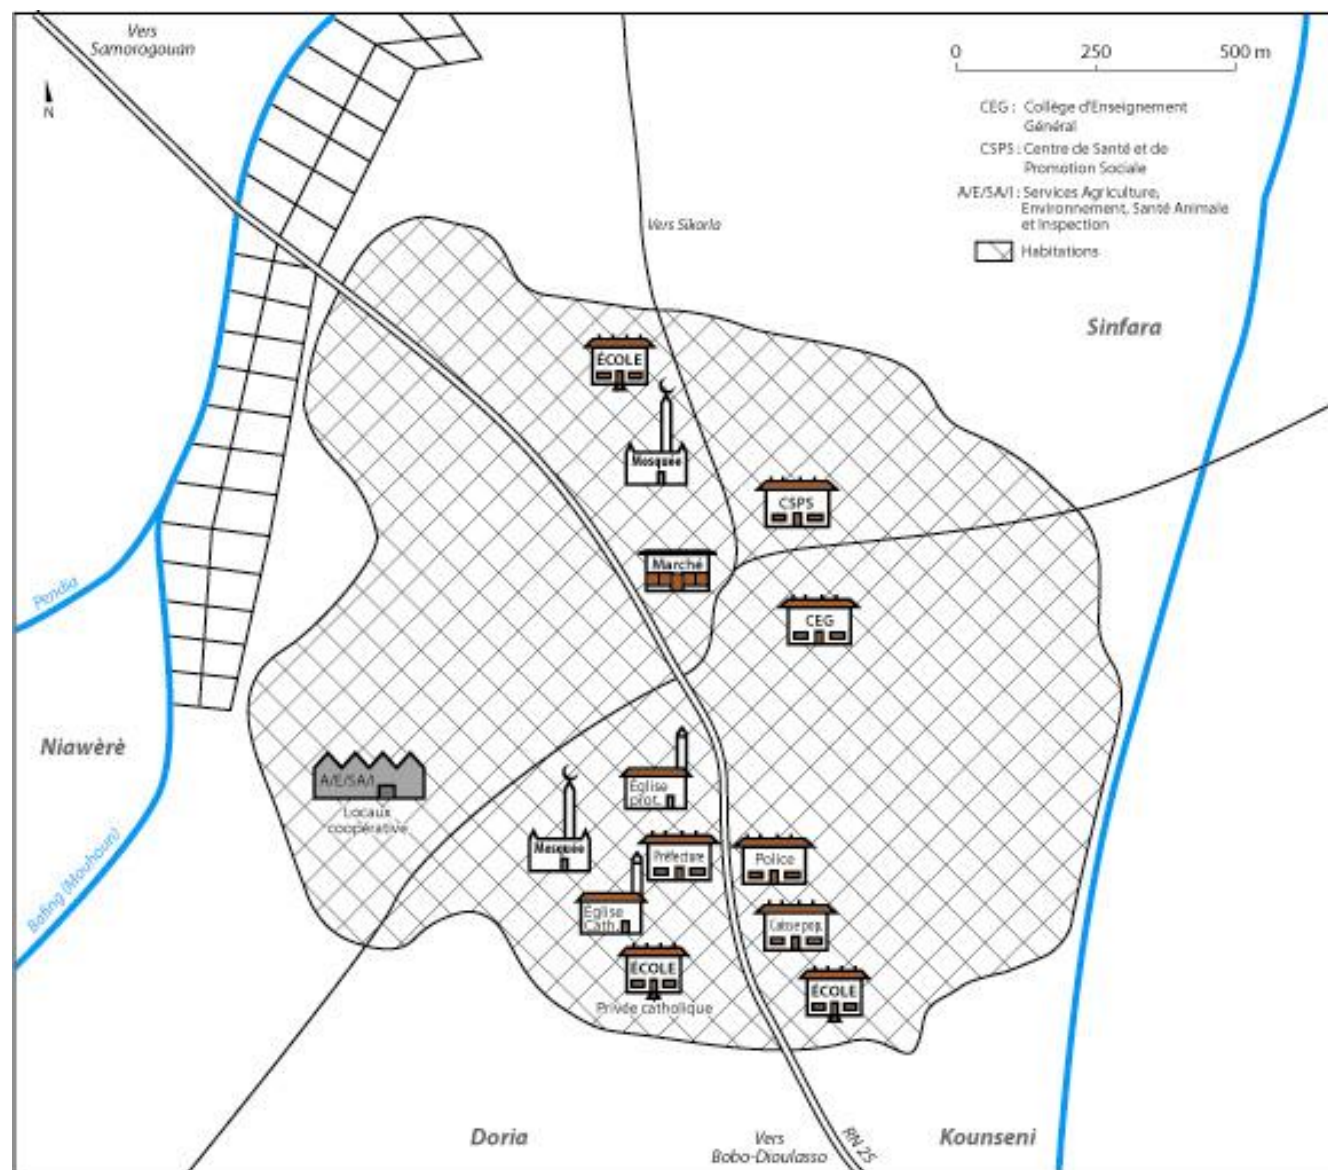 Vers
Samorogouan
N
0 250 500 m
CEG : Collège d'Enseignement
Général
CSPS : Centre de Santé et de
Promotion Sociale
A/E/SA/I : Services Agriculture,
Environnement, Santé Animale
et Inspection
Habitations
Vers Sikorla
Sinfara
ÉCOLE
Mosquée
CSPS
Marché
CEG
Pendia
Niawèrè
Bafing (Mouhoun)
A/E/SA/I
Locaux
coopérative
Église
prot.
Mosquée
Préfecture
Police
Église
Cath.
Caisse pop.
ÉCOLE
Privée catholique
ÉCOLE
Doria
Vers
Bobo-Dioulasso
RN 25
Kounseni